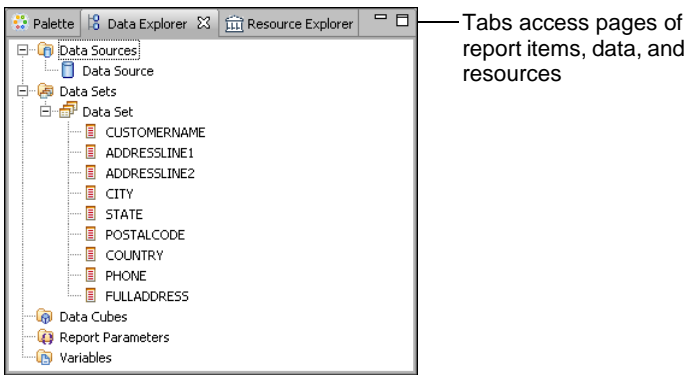 Palette Data Explorer Resource Explorer
Tabs access pages of
report items, data, and
resources
Data Sources
Data Source
Data Sets
Data Set
CUSTOMERNAME
ADDRESSLINE1
ADDRESSLINE2
CITY
STATE
POSTALCODE
COUNTRY
PHONE
FULLADDRESS
Data Cubes
Report Parameters
Variables